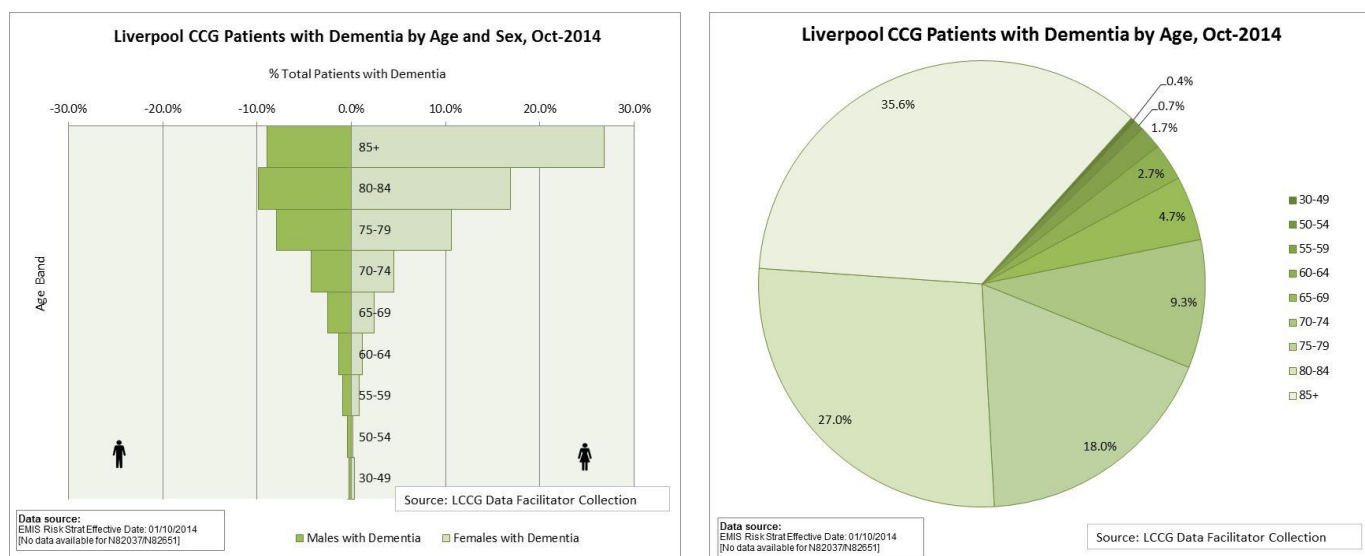 Liverpool CCG Patients with Dementia by Age and Sex, Oct-2014
% Total Patients with Dementia
-30.0% -20.0% -10.0% 0.0% 10.0% 20.0% 30.0%
Age Band
85+
80-84
75-79
70-74
65-69
60-64
55-59
50-54
30-49
Source: LCCG Data Facilitator Collection
Data source:
EMIS Risk Strat Effective Date: 01/10/2014
[No data available for N82037/N82651]
Males with Dementia Females with Dementia
Liverpool CCG Patients with Dementia by Age, Oct-2014
0.4%
0.7%
1.7%
2.7%
4.7%
9.3%
18.0%
27.0%
35.6%
30-49
50-54
55-59
60-64
65-69
70-74
75-79
80-84
85+
Data source:
EMIS Risk Strat Effective Date: 01/10/2014
[No data available for N82037/N82651]
Source: LCCG Data Facilitator Collection